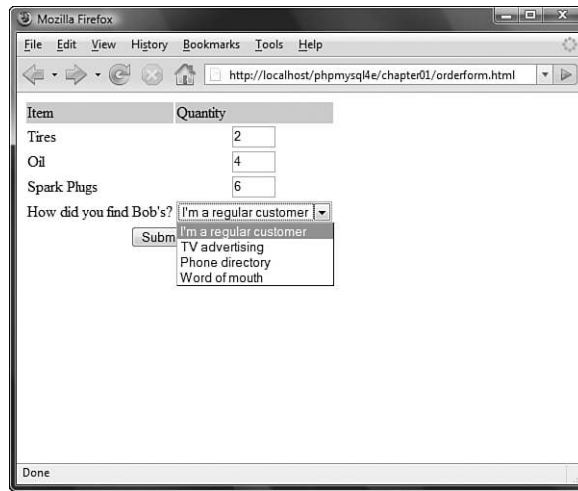 Mozilla Firefox
File Edit View History Bookmarks Tools Help
http://localhost/phpmysql4e/chapter01/orderform.html
Item Quantity
Tires 2
Oil 4
Spark Plugs 6
How did you find Bob's? I'm a regular customer
Subm
I'm a regular customer
TV advertising
Phone directory
Word of mouth
Done